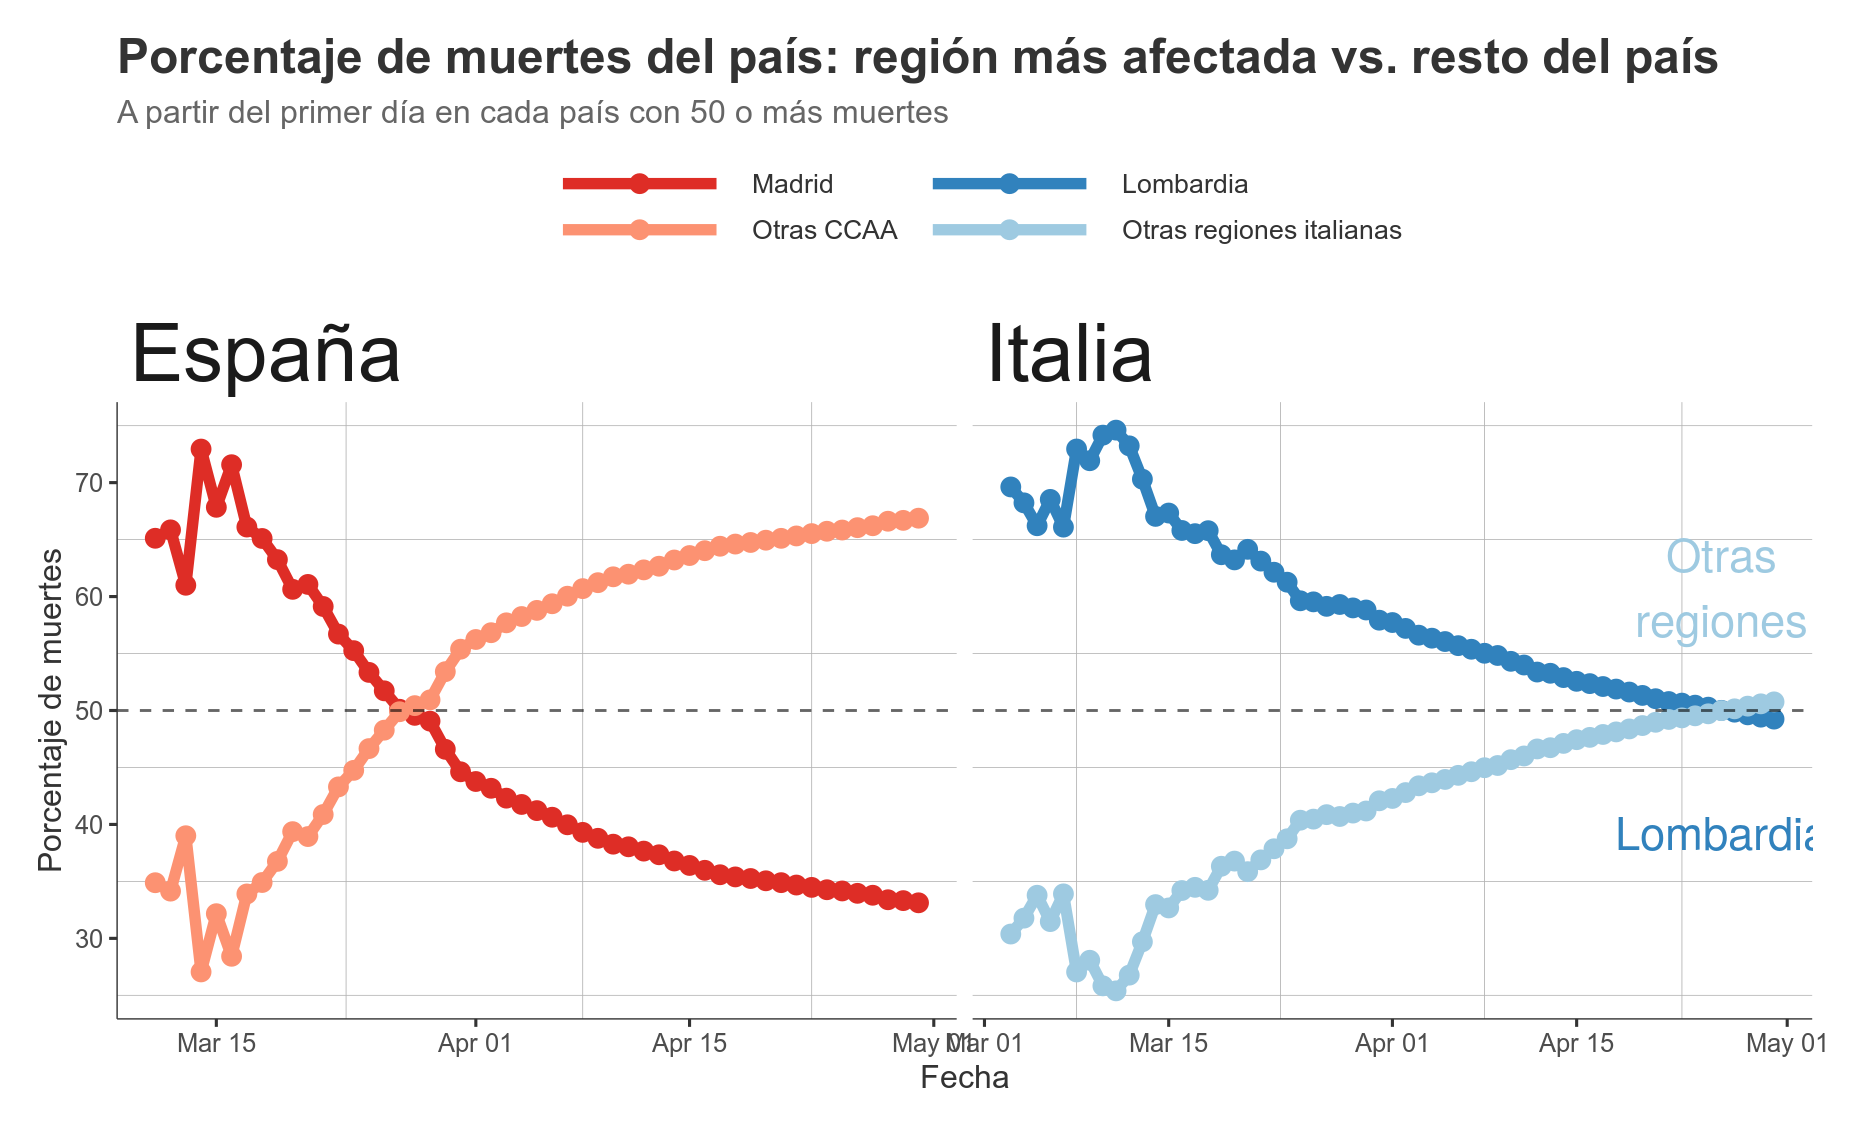 Porcentaje de muertes del país: región más afectada vs. resto del país
A partir del primer día en cada país con 50 o más muertes
Madrid
Lombardia
Otras CCAA
Otras regiones italianas
España
Italia
Porcentaje de muertes
70
60
50
40
30
Otras
regiones
Lombardia
Mar 15
Apr 01
Apr 15
May 01
Mar 01
Mar 15
Apr 01
Apr 15
May 01
Fecha